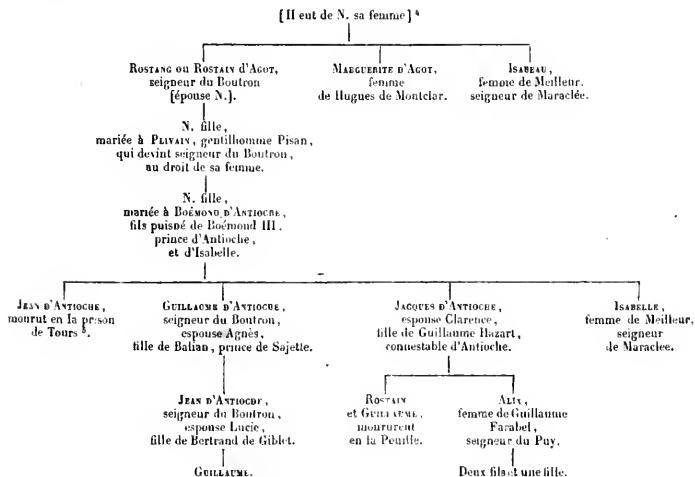 [Il eut de N. sa femme] 4
ROSTANG OU ROSTAIN D'AGOT,
seigneur du Boutron
[épouse N.].
MARGUERITE D'AGOT,
femme
de Hugues de Montclar.
ISABEAU,
femme de Meilleur,
seigneur de Maraclée.
N. fille,
mariée à PLIVAIN, gentilhomme Pisan,
qui devint seigneur du Boutron,
au droit de sa femme.
N. fille,
mariée à BOÉMOND D'ANTIOCHE,
fils puisné de Boémond III.
prince d'Antioche,
et d'Isabelle.
JEAN D'ANTIOCHE,
mourut en la prison
de Tours 5.
GUILLAUME D'ANTIOCHE,
seigneur du Boutron,
espouse Agnès,
fille de Balian, prince de Sajette.
JACQUES D'ANTIOCHE,
espouse Clarence,
fille de Guillaume Hazart,
connestable d'Antioche.
ISABELLE,
femme de Meilleur,
seigneur
de Maraclee.
JEAN D'ANTIOCHE,
seigneur du Boutron,
espouse Lucie,
fille de Bertrand de Giblet.
ROSTAIN
et GUILLAUME,
moururent
en la Pouille.
ALIX,
femme de Guillaume
Farabel,
seigneur du Puy.
GUILLAUME.
Deux fils et une fille.